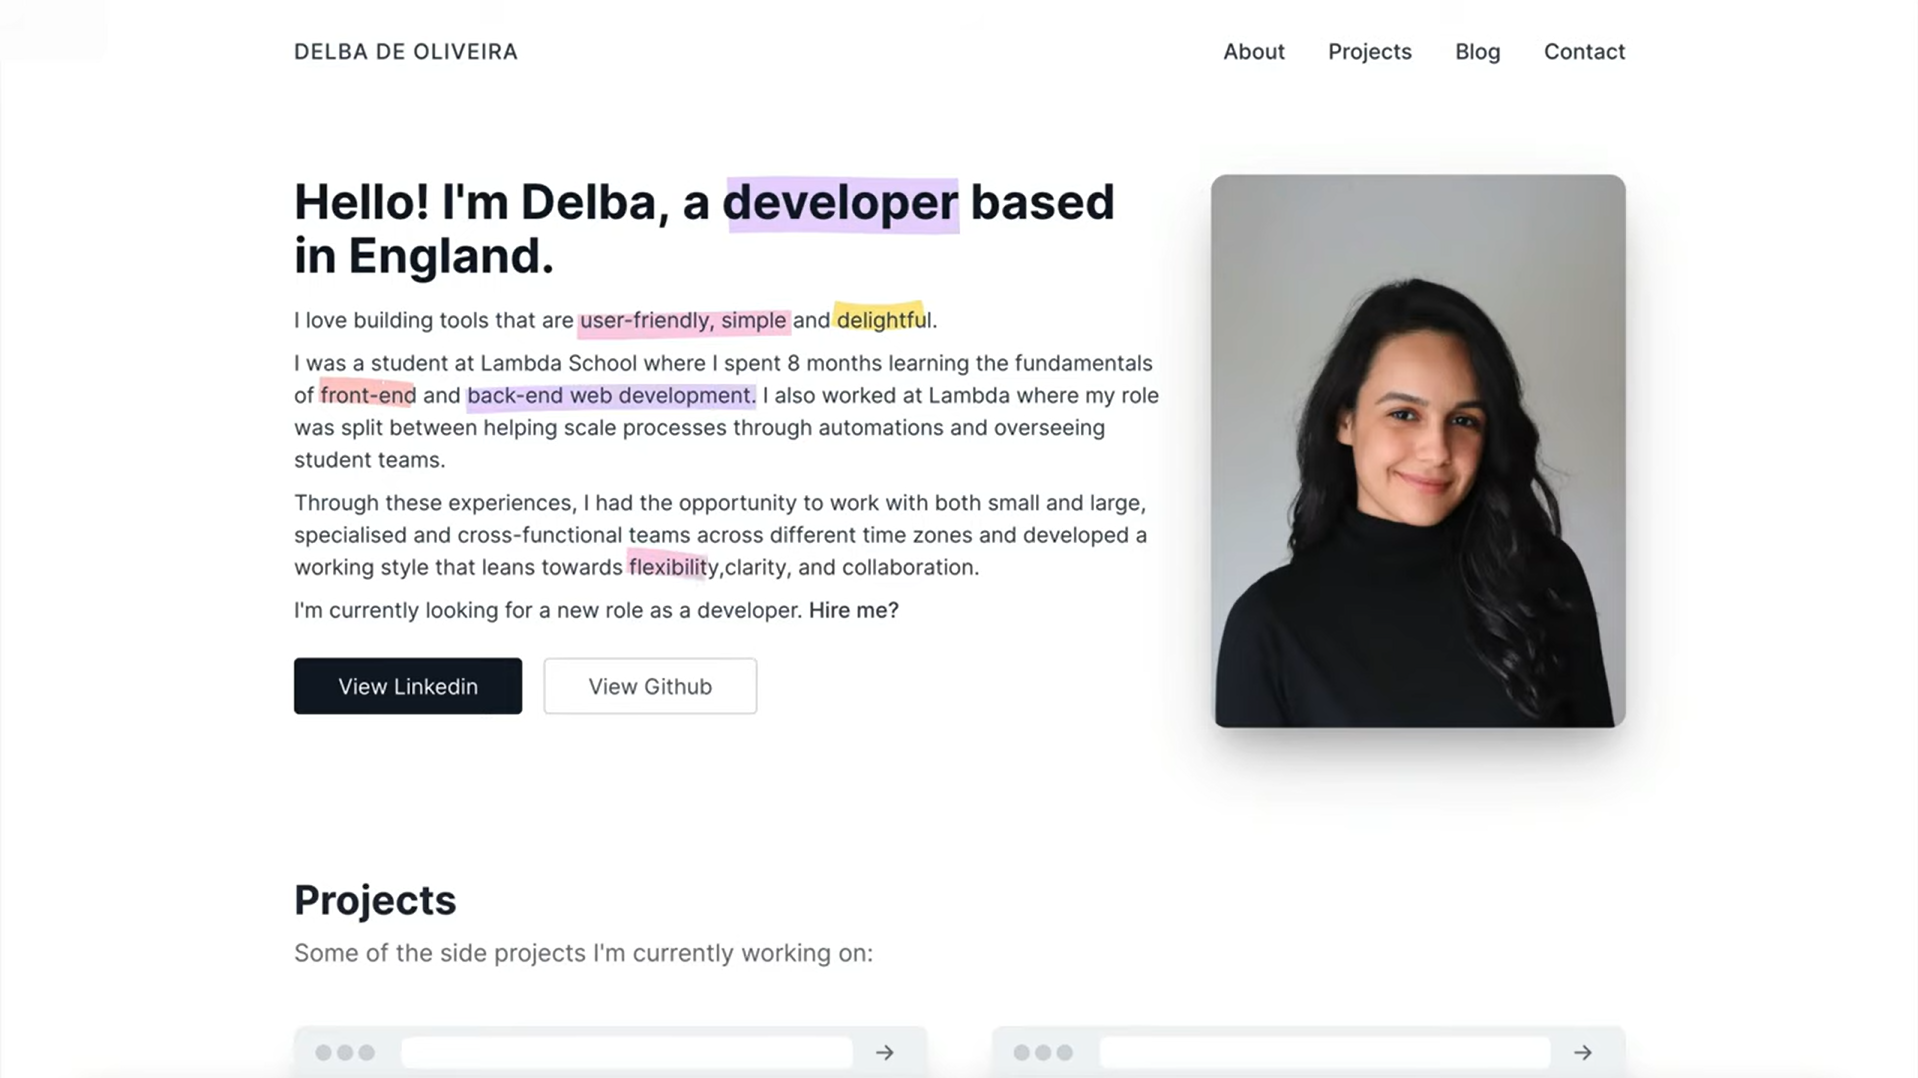 DELBA DE OLIVEIRA
About Projects Blog Contact
Hello! I'm Delba, a developer based
in England.
I love building tools that are user-friendly, simple and delightful.
I was a student at Lambda School where I spent 8 months learning the fundamentals
of front-end and back-end web development. I also worked at Lambda where my role
was split between helping scale processes through automations and overseeing
student teams.
Through these experiences, I had the opportunity to work with both small and large,
specialised and cross-functional teams across different time zones and developed a
working style that leans towards flexibility,clarity, and collaboration.
I'm currently looking for a new role as a developer. Hire me?
View Linkedin
View Github
Projects
Some of the side projects I'm currently working on: